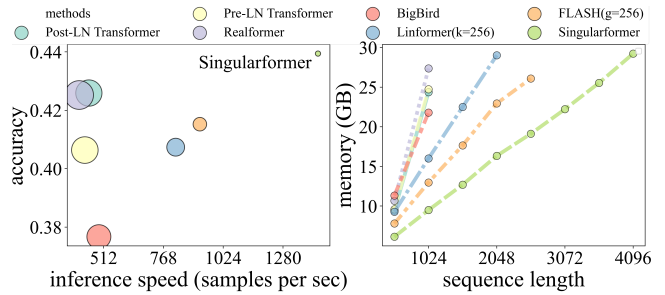 methods Pre-LN Transformer BigBird FLASH(g=256)
Post-LN Transformer Realformer Linformer(k=256) Singularformer
0.44
0.42
0.40
0.38
accuracy
Singularformer
512 768 1024 1280
inference speed (samples per sec)
30
25
20
15
10
memory (GB)
1024 2048 3072 4096
sequence length